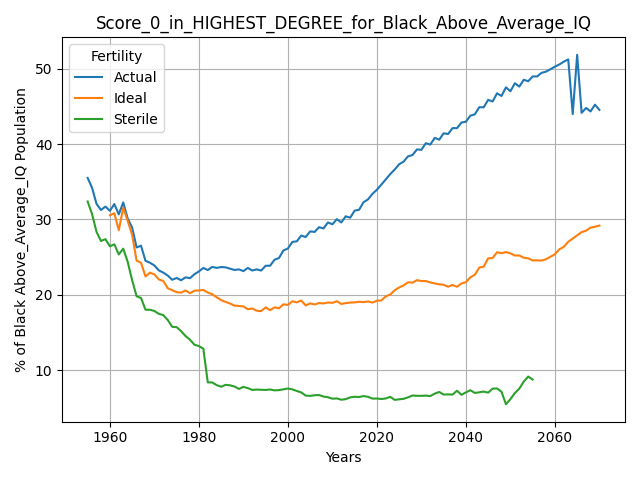 Score_0_in_HIGHEST_DEGREE_for_Black_Above_Average_IQ
% of Black Above_Average_IQ Population
Fertility
Actual
Ideal
Sterile
50
40
30
20
10
1960 1980 2000 2020 2040 2060
Years